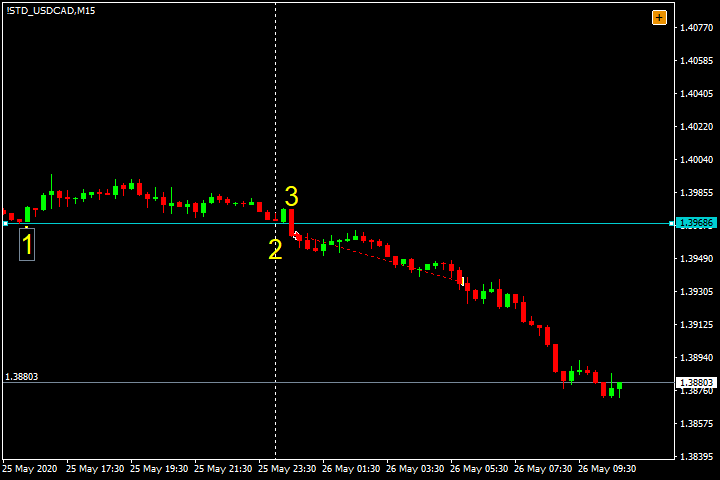 !STD_USDCAD,M15
+
1.40770
1.40585
1.40405
1.40220
1.40040
3
1.39855
1.39686
1
2
1.39490
1.39305
1.39125
1.38940
1.38803
1.38803
1.38760
1.38575
1.38395
25 May 2020
25 May 17:30
25 May 19:30
25 May 21:30
25 May 23:30
26 May 01:30
26 May 03:30
26 May 05:30
26 May 07:30
26 May 09:30